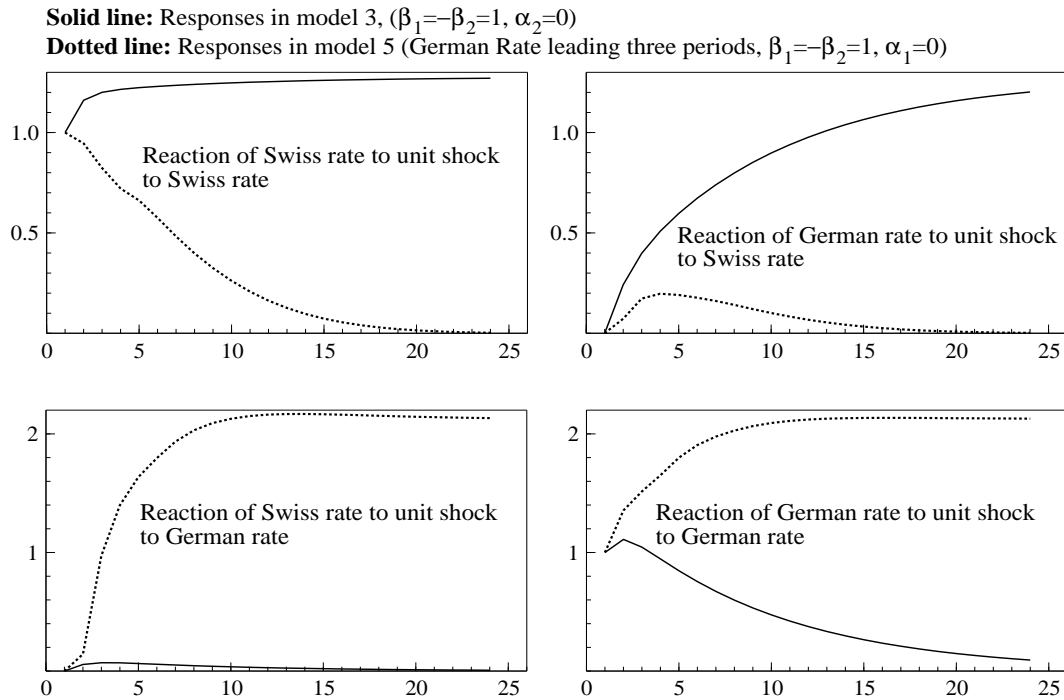 Solid line: Responses in model 3, (β₁=−β₂=1, α₂=0)
Dotted line: Responses in model 5 (German Rate leading three periods, β₁=−β₂=1, α₁=0)
1.0
0.5
Reaction of Swiss rate to unit shock
to Swiss rate
0 5 10 15 20 25
1.0
0.5
Reaction of German rate to unit shock
to Swiss rate
0 5 10 15 20 25
2
1
Reaction of Swiss rate to unit shock
to German rate
0 5 10 15 20 25
2
1
Reaction of German rate to unit shock
to German rate
0 5 10 15 20 25